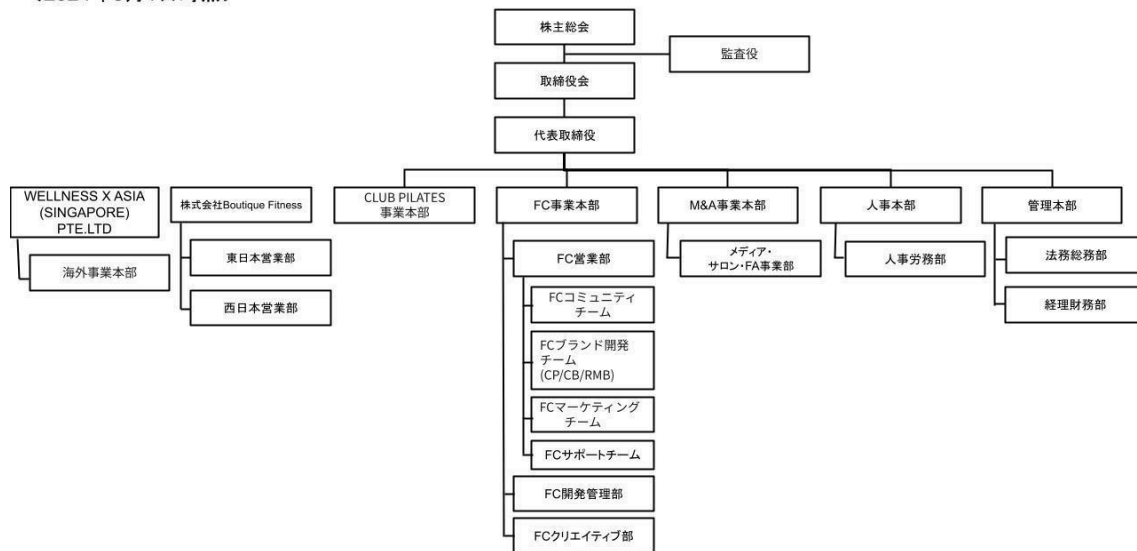 株主総会
監査役
取締役会
代表取締役
WELLNESS X ASIA
(SINGAPORE)
PTE.LTD
株式会社Boutique Fitness
CLUB PILATES
事業本部
FC事業本部
M&A事業本部
人事本部
管理本部
海外事業本部
東日本営業部
西日本営業部
FC営業部
メディア・
サロン・FA事業部
人事労務部
法務総務部
経理財務部
FCコミュニティ
チーム
FCブランド開発
チーム
(CP/CB/RMB)
FCマーケティング
チーム
FCサポートチーム
FC開発管理部
FCクリエイティブ部